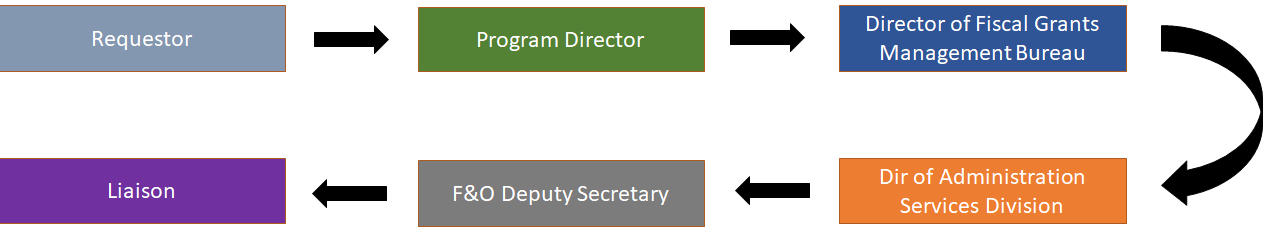 Requestor
Program Director
Director of Fiscal Grants
Management Bureau
Dir of Administration
Services Division
F&O Deputy Secretary
Liaison